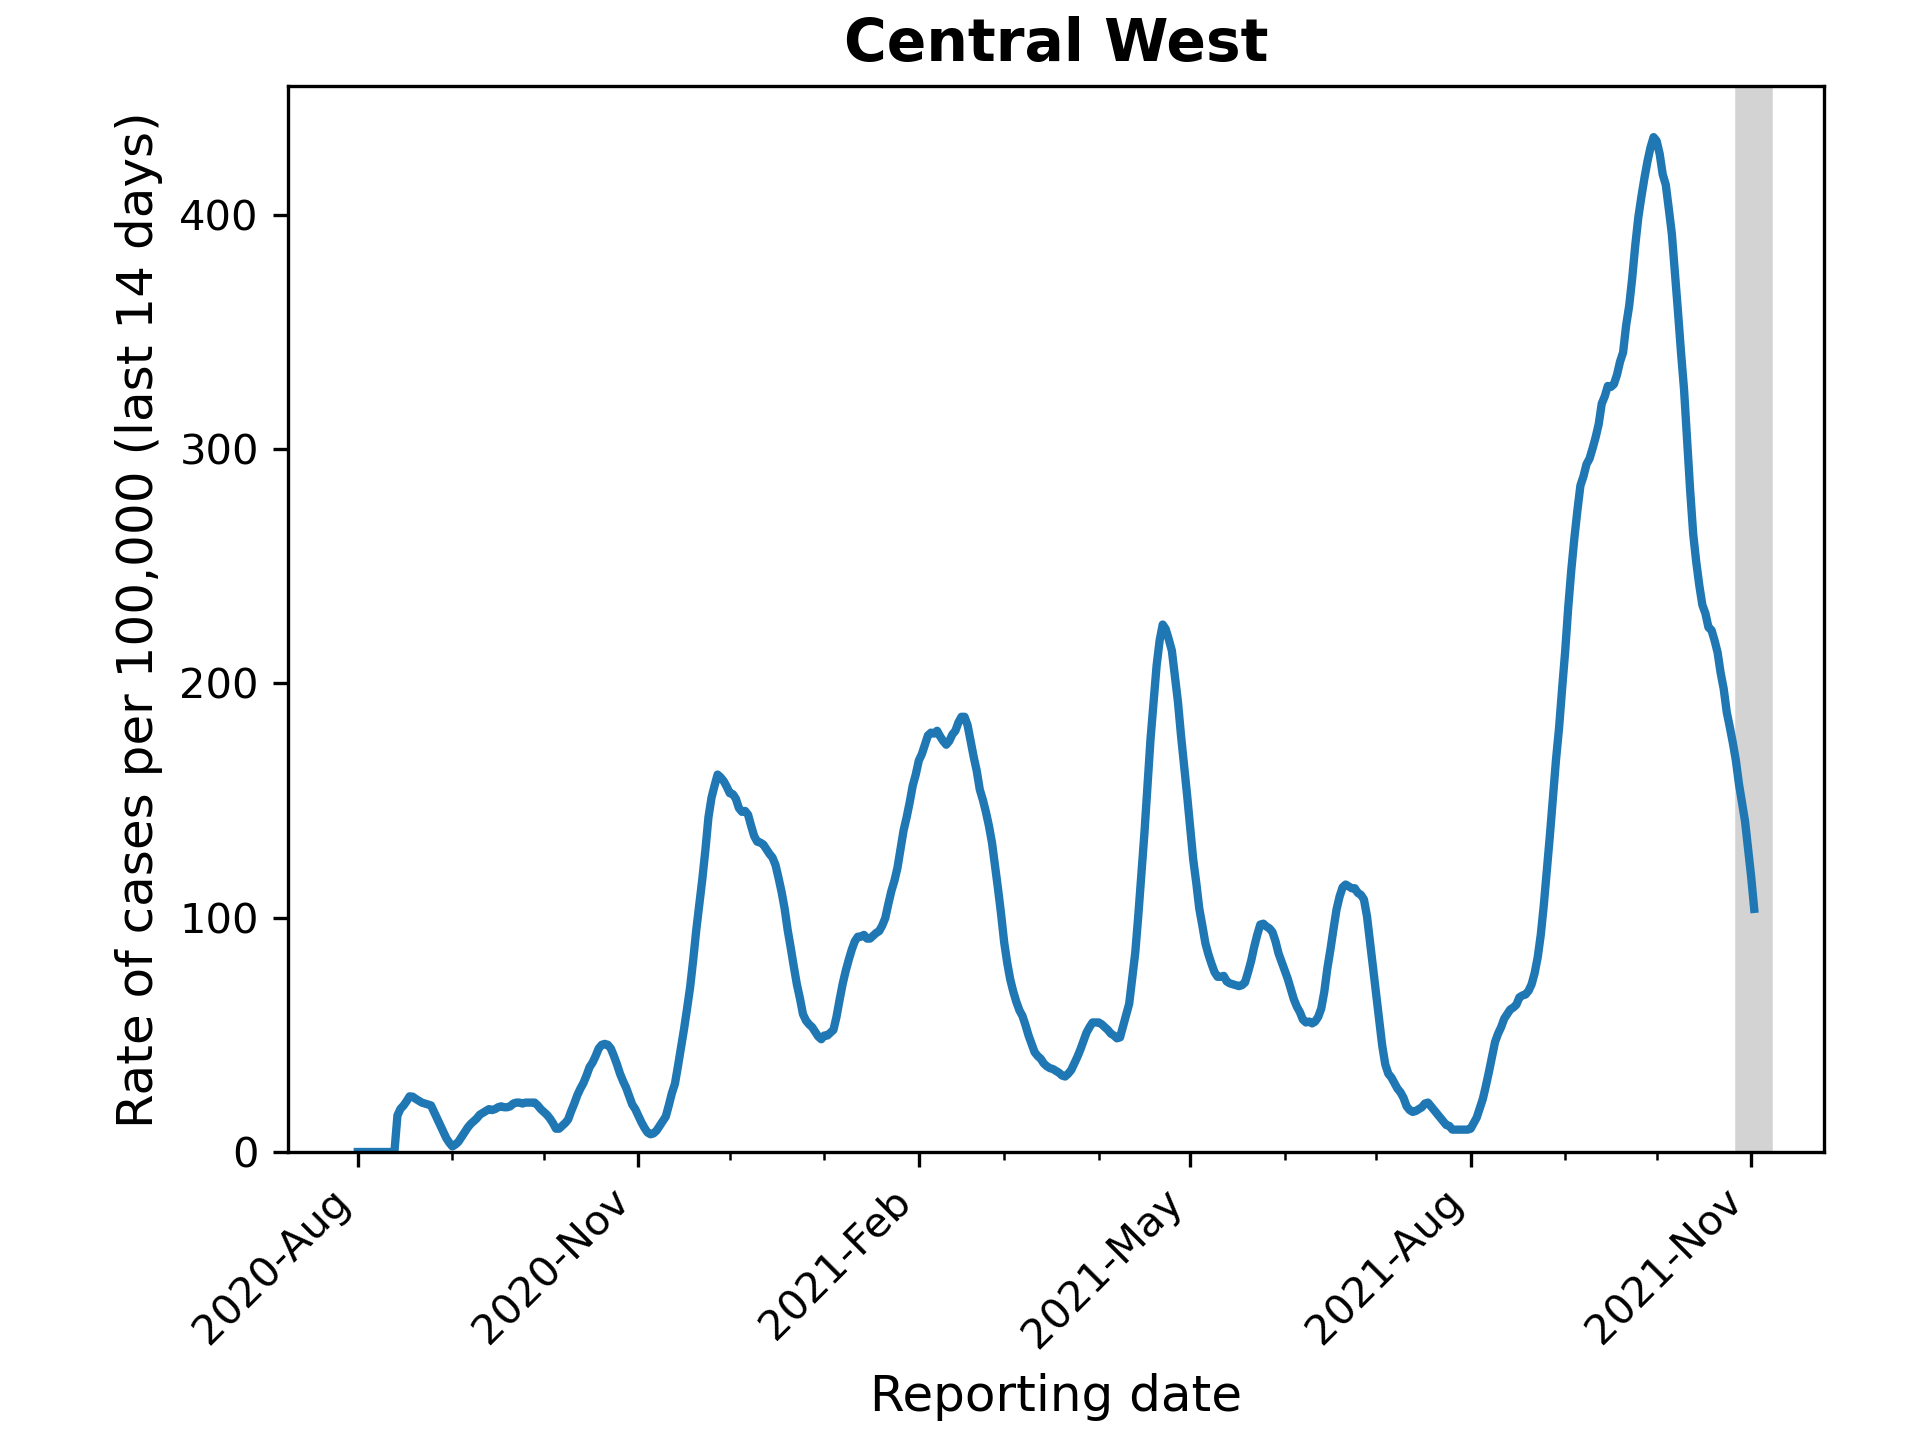 Central West
Rate of cases per 100,000 (last 14 days)
400
300
200
100
0
2020-Aug
2020-Nov
2021-Feb
2021-May
2021-Aug
2021-Nov
Reporting date